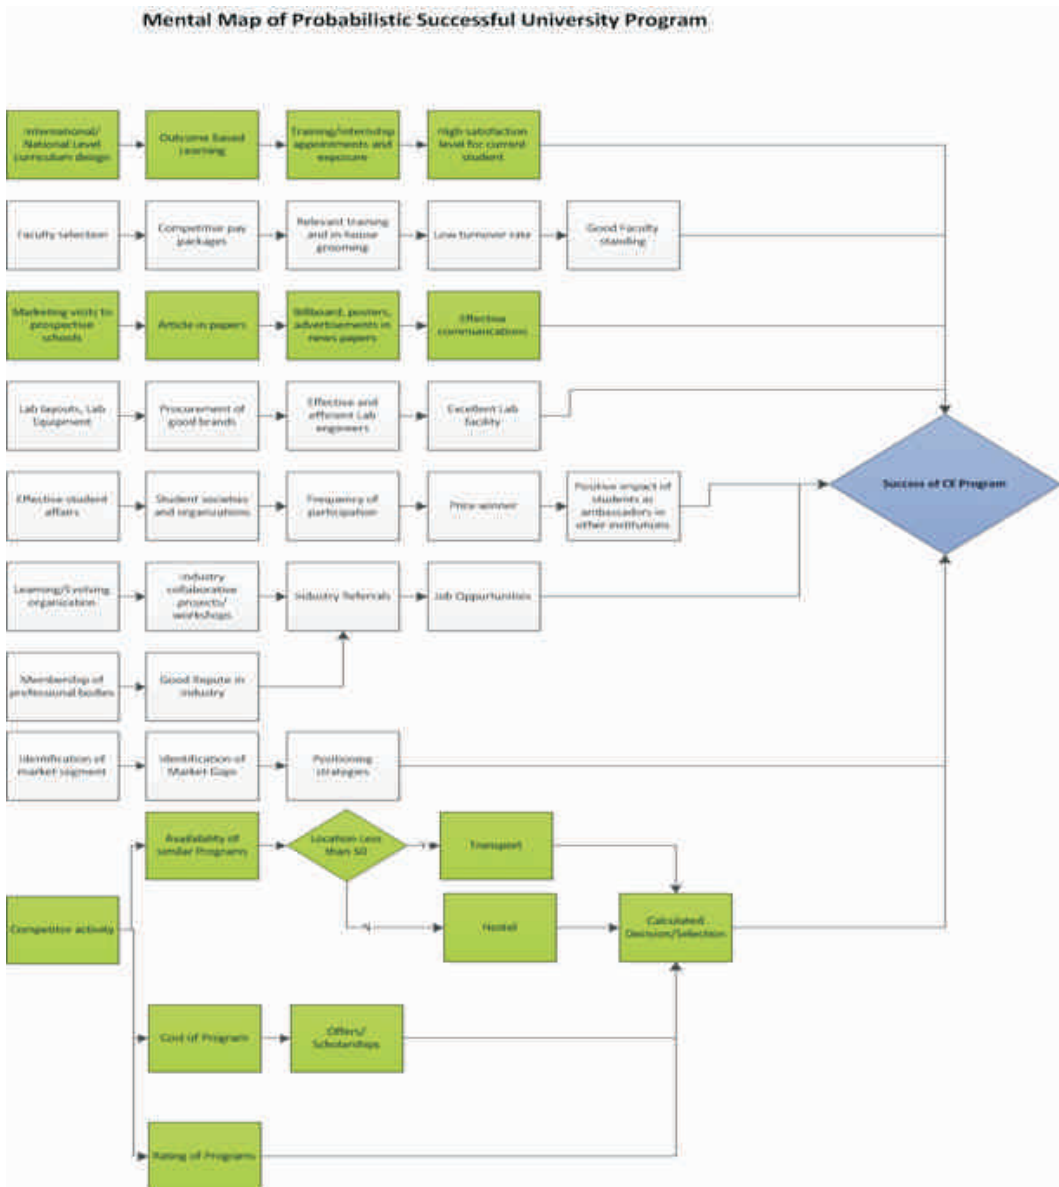 Mental Map of Probabilistic Successful University Program
International/
National Level
curriculum design
Outcome Based
Learning
Training/internship
appointments and
exposure
High satisfaction
level for current
student
Faculty selection
Competitive pay
packages
Relevant training
and in house
grooming
Low turnover rate
Good Faculty
standing
Marketing visits to
prospective
schools
Article in papers
Billboard, posters,
advertisements in
news papers
Effective
communications
Lab layouts, Lab
Equipment
Procurement of
good brands
Effective and
efficient Lab
engineers
Excellent Lab
facility
Effective student
affairs
Student societies
and organizations
Frequency of
participation
Prize winner
Positive impact of
students as
ambassadors in
other institutions
Success of CE Program
Learning/Evolving
organization
Industry
collaborative
projects/
workshops
Industry Referrals
Job Opportunities
Membership of
professional bodies
Good Repute in
industry
Identification of
market segment
Identification of
Market Gaps
Positioning
strategies
Availability of
similar Programs
Location Less
than 50
Transport
Competitor activity
N
Hostel
Calculated
Decision/Selection
Cost of Program
Offers/
Scholarships
Rating of Programs